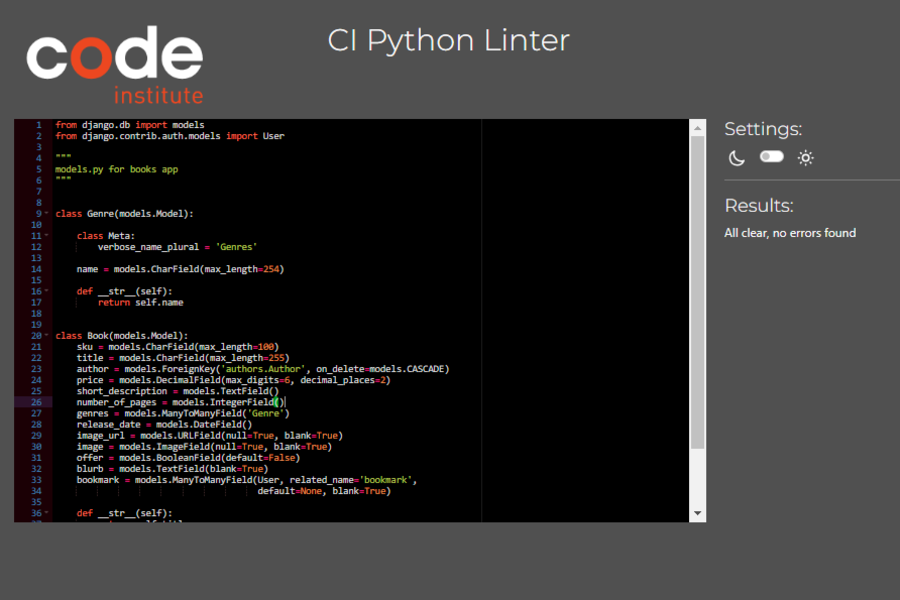 code
institute
CI Python Linter
1 from django.db import models
2 from django.contrib.auth.models import User
3
4 """
5 models.py for books app
6 """
7
8
9 class Genre(models.Model):
10
11     class Meta:
12         verbose_name_plural = 'Genres'
13
14     name = models.CharField(max_length=254)
15
16     def __str__(self):
17         return self.name
18
19
20 class Book(models.Model):
21     sku = models.CharField(max_length=100)
22     title = models.CharField(max_length=255)
23     author = models.ForeignKey('authors.Author', on_delete=models.CASCADE)
24     price = models.DecimalField(max_digits=6, decimal_places=2)
25     short_description = models.TextField()
26     number_of_pages = models.IntegerField()
27     genres = models.ManyToManyField('Genre')
28     release_date = models.DateField()
29     image_url = models.URLField(null=True, blank=True)
30     image = models.ImageField(null=True, blank=True)
31     offer = models.BooleanField(default=False)
32     blurb = models.TextField(blank=True)
33     bookmark = models.ManyToManyField(User, related_name='bookmark',
34                                       default=None, blank=True)
35
36     def __str__(self):
Settings:
Results:
All clear, no errors found